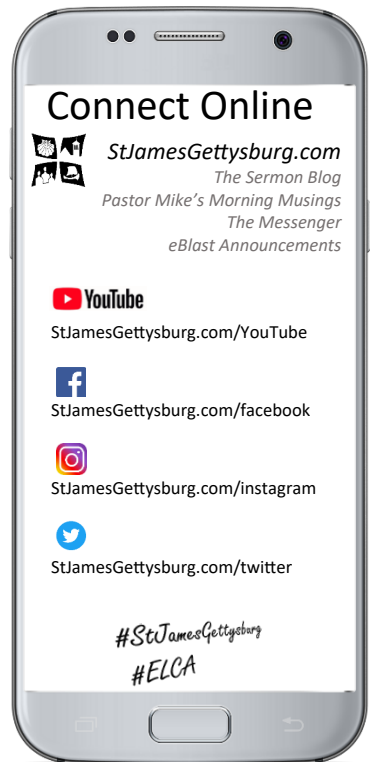 Connect Online
StJamesGettysburg.com
The Sermon Blog
Pastor Mike's Morning Musings
The Messenger
eBlast Announcements
YouTube
StJamesGettysburg.com/YouTube
StJamesGettysburg.com/facebook
StJamesGettysburg.com/instagram
StJamesGettysburg.com/twitter
#StJamesGettysburg
#ELCA